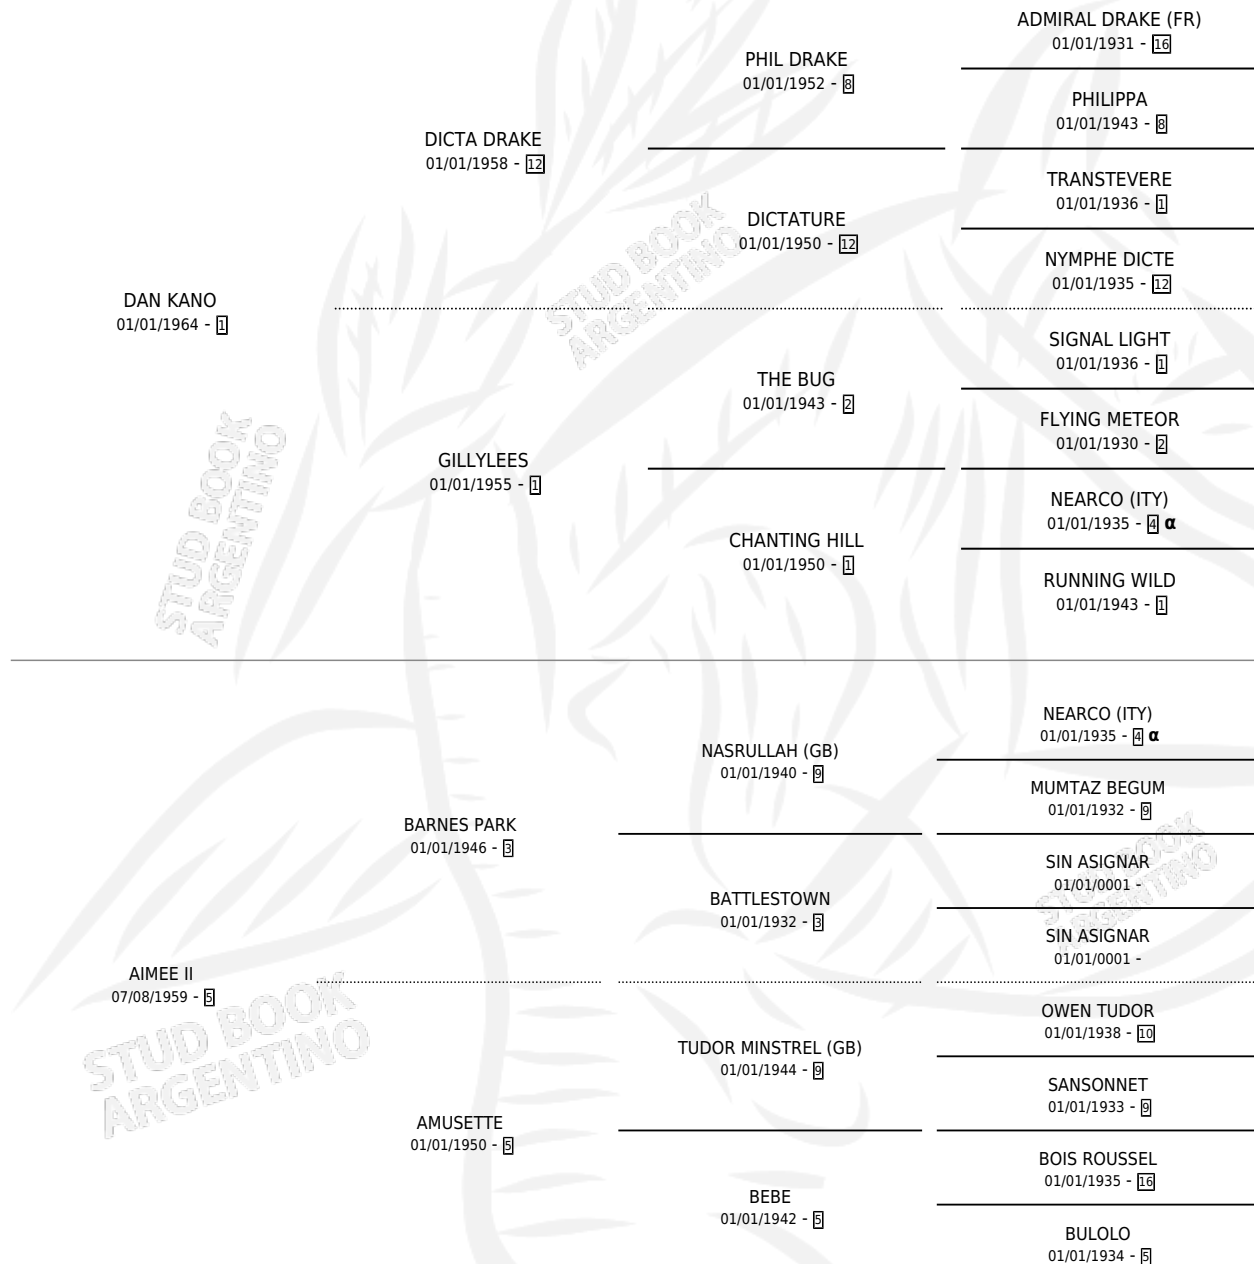 ADMIRAL DRAKE (FR)
01/01/1931 - 16
PHIL DRAKE
01/01/1952 - 8
PHILIPPA
01/01/1943 - 8
DICTA DRAKE
01/01/1958 - 12
TRANSTEVERE
01/01/1936 - 1
DICTATURE
01/01/1950 - 12
NYMPHE DICTE
01/01/1935 - 12
STUD BOOK
ARGENTINO
DAN KANO
01/01/1964 - 1
SIGNAL LIGHT
01/01/1936 - 1
THE BUG
01/01/1943 - 2
FLYING METEOR
01/01/1930 - 2
GILLYLEES
01/01/1955 - 1
NEARCO (ITY)
01/01/1935 - 4 α
CHANTING HILL
01/01/1950 - 1
RUNNING WILD
01/01/1943 - 1
STUD BOOK
ARGENTINO
NEARCO (ITY)
01/01/1935 - 4 α
NASRULLAH (GB)
01/01/1940 - 9
MUMTAZ BEGUM
01/01/1932 - 9
BARNES PARK
01/01/1946 - 3
SIN ASIGNAR
01/01/0001 -
BATTLESTOWN
01/01/1932 - 3
SIN ASIGNAR
01/01/0001 -
STUD BOOK
ARGENTINO
AIMEE II
07/08/1959 - 5
STUD BOOK
ARGENTINO
OWEN TUDOR
01/01/1938 - 10
TUDOR MINSTREL (GB)
01/01/1944 - 9
SANSONNET
01/01/1933 - 9
AMUSETTE
01/01/1950 - 5
BOIS ROUSSEL
01/01/1935 - 16
BEBE
01/01/1942 - 5
BULOLO
01/01/1934 - 5